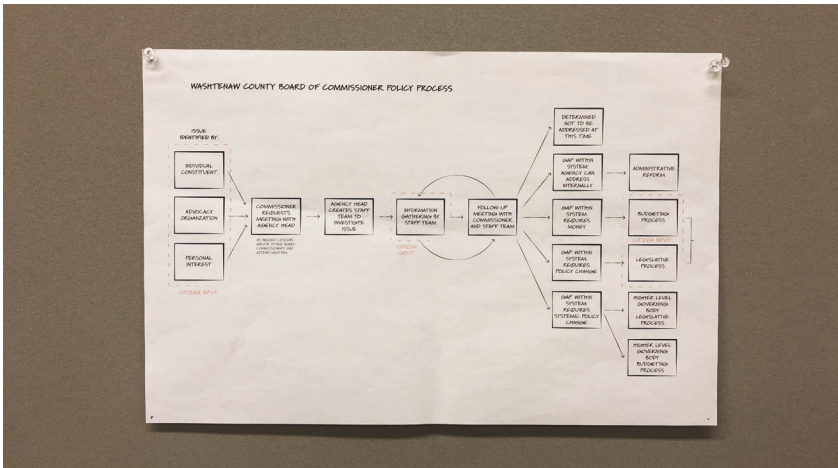 WASHTENAW COUNTY BOARD OF COMMISSIONER POLICY PROCESS
ISSUE
IDENTIFIED BY:
INDIVIDUAL
CONSTITUENT
ADVOCACY
ORGANIZATION
PERSONAL
INTEREST
CITIZEN INPUT
COMMISSIONER
REQUESTS
MEETING WITH
AGENCY HEAD
COMMISSIONERS MAY
ATTEND MEETING
AGENCY HEAD
CREATES STAFF
TEAM TO
INVESTIGATE
ISSUE
INFORMATION
GATHERING BY
STAFF TEAM
CITIZEN
INPUT
FOLLOW-UP
MEETING WITH
COMMISSIONER
AND STAFF TEAM
DETERMINED
NOT TO BE
ADDRESSED AT
THIS TIME
GAP WITHIN
SYSTEM:
AGENCY CAN
ADDRESS
INTERNALLY
ADMINISTRATIVE
REFORM
GAP WITHIN
SYSTEM:
REQUIRES
MONEY
BUDGETING
PROCESS
CITIZEN INPUT
GAP WITHIN
SYSTEM:
REQUIRES
POLICY CHANGE
LEGISLATIVE
PROCESS
GAP WITHIN
SYSTEM:
REQUIRES
SYSTEMIC POLICY
CHANGE
HIGHER LEVEL
GOVERNING
BODY
LEGISLATIVE
PROCESS
HIGHER LEVEL
GOVERNING
BODY
BUDGETING
PROCESS